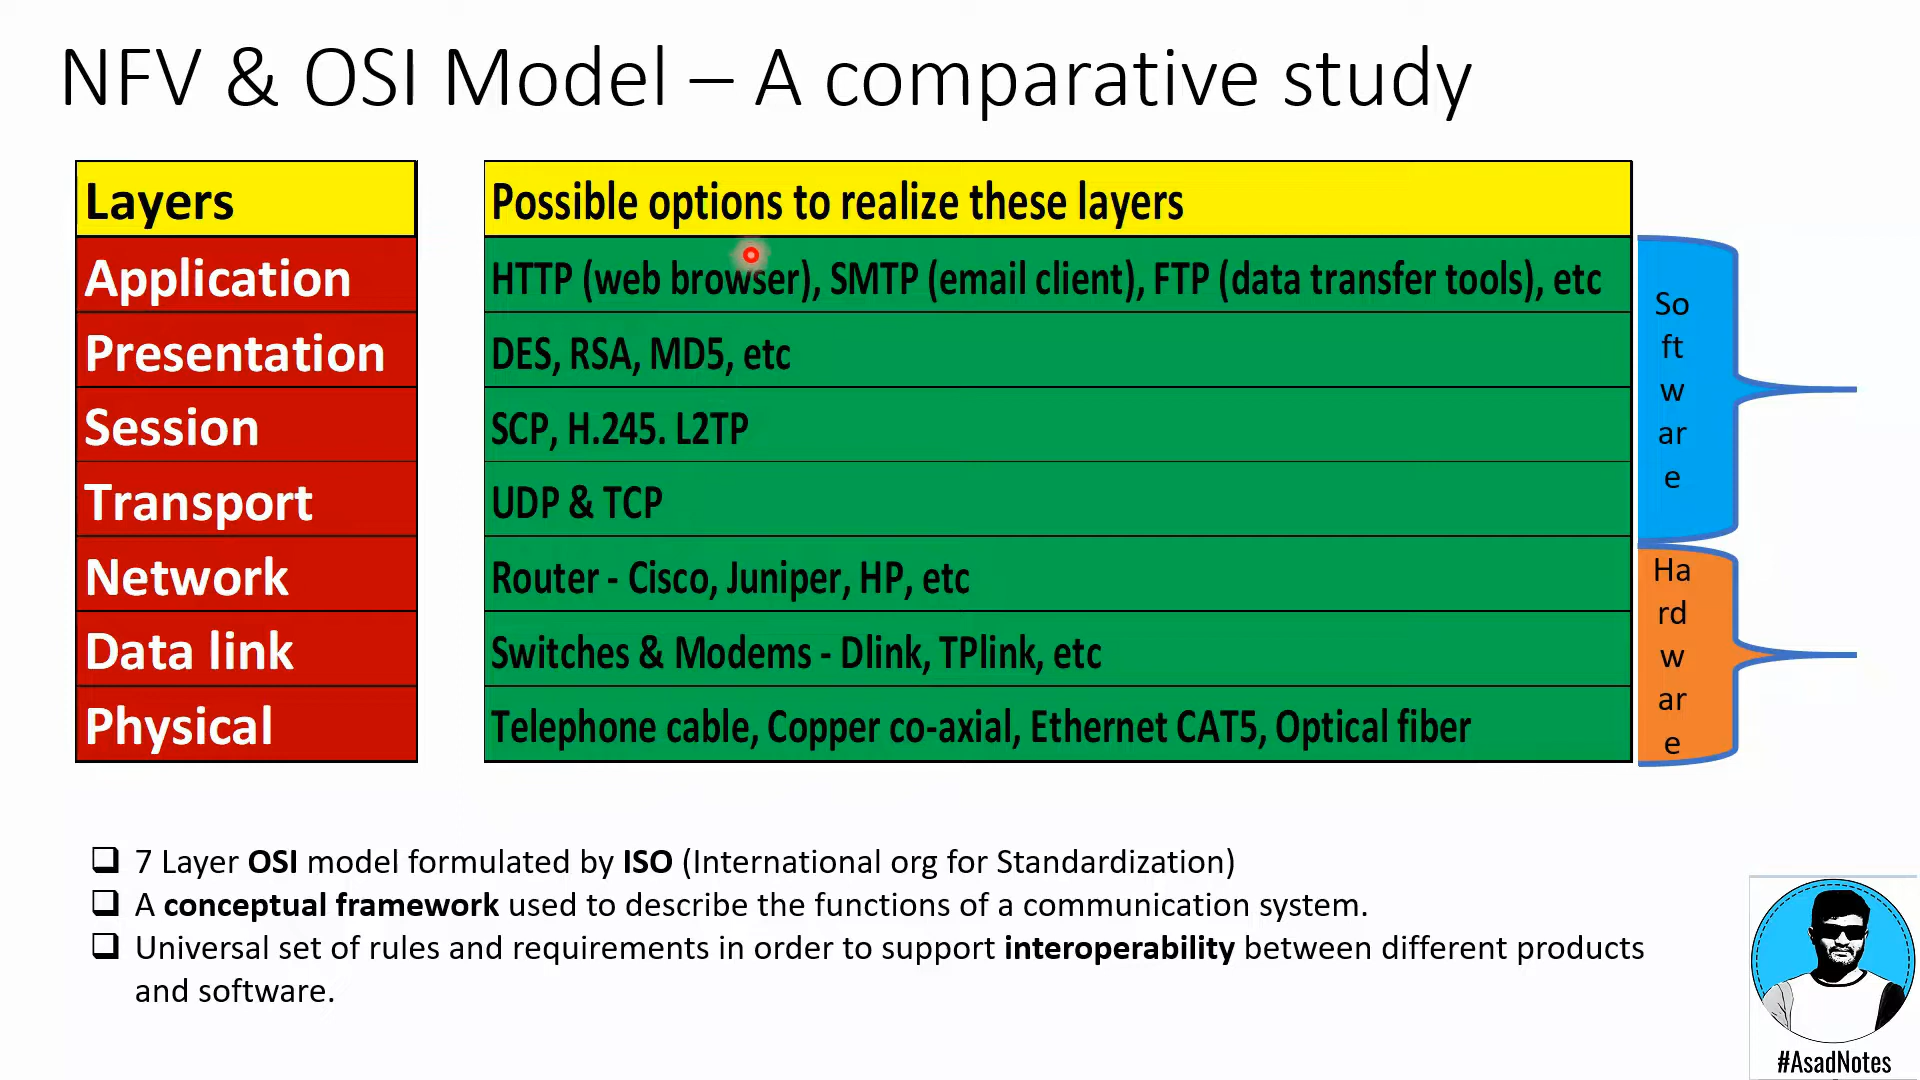 NFV & OSI Model – A comparative study
Layers
Possible options to realize these layers
Application
HTTP (web browser), SMTP (email client), FTP (data transfer tools), etc
Presentation
DES, RSA, MD5, etc
Session
SCP, H.245. L2TP
Transport
UDP & TCP
Network
Router - Cisco, Juniper, HP, etc
Data link
Switches & Modems - Dlink, TPlink, etc
Physical
Telephone cable, Copper co-axial, Ethernet CAT5, Optical fiber
So
ft
w
ar
e
Ha
rd
w
ar
e
7 Layer OSI model formulated by ISO (International org for Standardization)
A conceptual framework used to describe the functions of a communication system.
Universal set of rules and requirements in order to support interoperability between different products
and software.
#AsadNotes